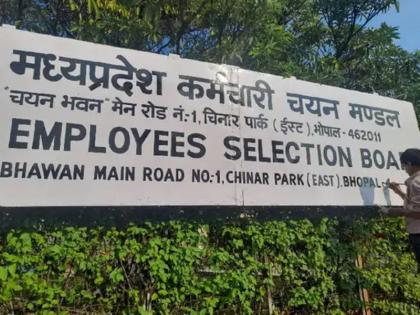 मध्यप्रदेश कर्मचारी चयन मण्डल
"चयन भवन" मेन रोड नं.-1, चिनार पार्क (ईस्ट), भोपाल -462011
EMPLOYEES SELECTION BOA
BHAWAN MAIN ROAD NO.-1, CHINAR PARK (EAST), BHOPAL-